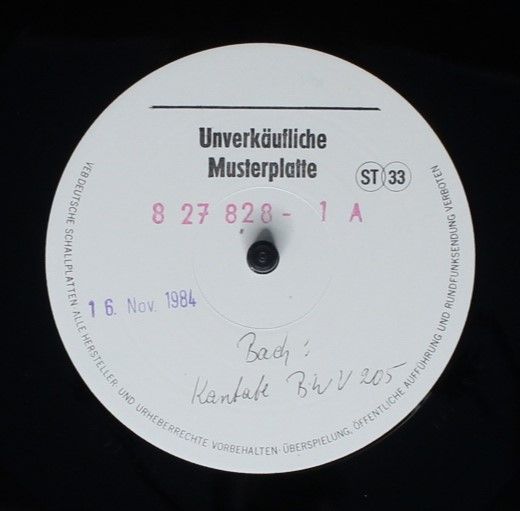 Unverkäufliche
Musterplatte
ST 33
8 27 828 - 1 A
16. Nov. 1984
Bach:
Kantate BWV 205
VEB DEUTSCHE SCHALLPLATTEN · ALLE HERSTELLER- UND URHEBERRECHTE VORBEHALTEN · ÜBERSPIELUNG, ÖFFENTLICHE AUFFÜHRUNG UND RUNDFUNKSENDUNG VERBOTEN